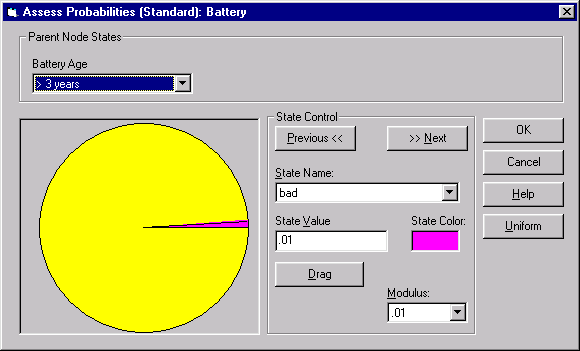 Assess Probabilities (Standard): Battery
Parent Node States
Battery Age
> 3 years
State Control
Previous <<
>> Next
State Name:
bad
State Value
State Color:
.01
Drag
Modulus:
.01
OK
Cancel
Help
Uniform